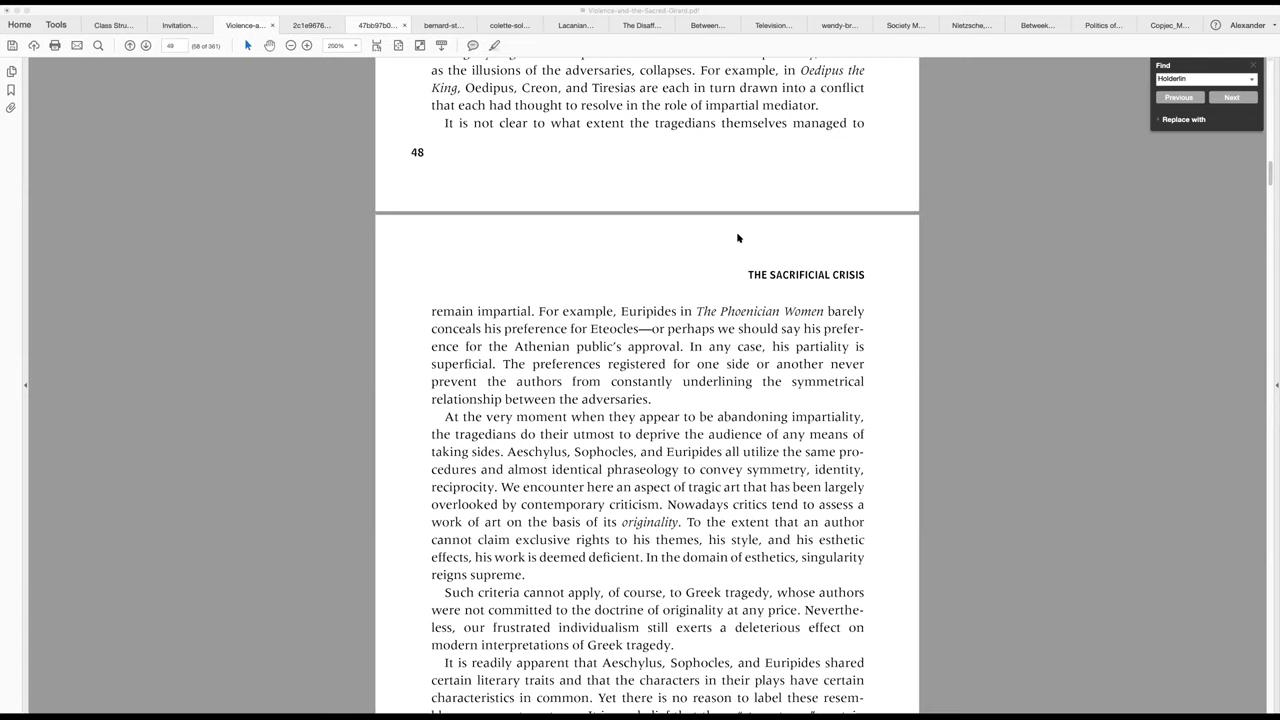 Violence-and-the-Sacred-Girard.pdf
Home Tools Class Stru... Invitation... Violence-a... × 2c1e9676... 47bb97b0... × bernard-st... colette-sol... Lacanian... The Disaff... Between... Television... wendy-br... Society M... Nietzsche,... Betweek... Politics of... Copjec_M... Alexander
49 (58 of 361) 200%
Find
Holderlin
Previous Next
Replace with
as the illusions of the adversaries, collapses. For example, in Oedipus the
King, Oedipus, Creon, and Tiresias are each in turn drawn into a conflict
that each had thought to resolve in the role of impartial mediator.
It is not clear to what extent the tragedians themselves managed to
48
THE SACRIFICIAL CRISIS
remain impartial. For example, Euripides in The Phoenician Women barely
conceals his preference for Eteocles—or perhaps we should say his prefer-
ence for the Athenian public's approval. In any case, his partiality is
superficial. The preferences registered for one side or another never
prevent the authors from constantly underlining the symmetrical
relationship between the adversaries.
At the very moment when they appear to be abandoning impartiality,
the tragedians do their utmost to deprive the audience of any means of
taking sides. Aeschylus, Sophocles, and Euripides all utilize the same pro-
cedures and almost identical phraseology to convey symmetry, identity,
reciprocity. We encounter here an aspect of tragic art that has been largely
overlooked by contemporary criticism. Nowadays critics tend to assess a
work of art on the basis of its originality. To the extent that an author
cannot claim exclusive rights to his themes, his style, and his esthetic
effects, his work is deemed deficient. In the domain of esthetics, singularity
reigns supreme.
Such criteria cannot apply, of course, to Greek tragedy, whose authors
were not committed to the doctrine of originality at any price. Neverthe-
less, our frustrated individualism still exerts a deleterious effect on
modern interpretations of Greek tragedy.
It is readily apparent that Aeschylus, Sophocles, and Euripides shared
certain literary traits and that the characters in their plays have certain
characteristics in common. Yet there is no reason to label these resem-